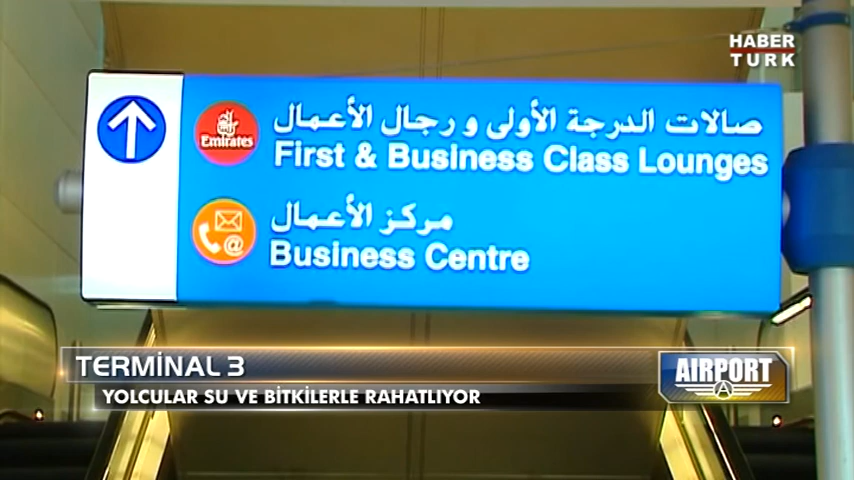 HABER
TURK
صالات الدرجة الأولى و رجال الأعمال
Emirates
First & Business Class Lounges
مركز الأعمال
@
Business Centre
TERMİNAL 3
AIRPORT
A
YOLCULAR SU VE BİTKİLERLE RAHATLIYOR